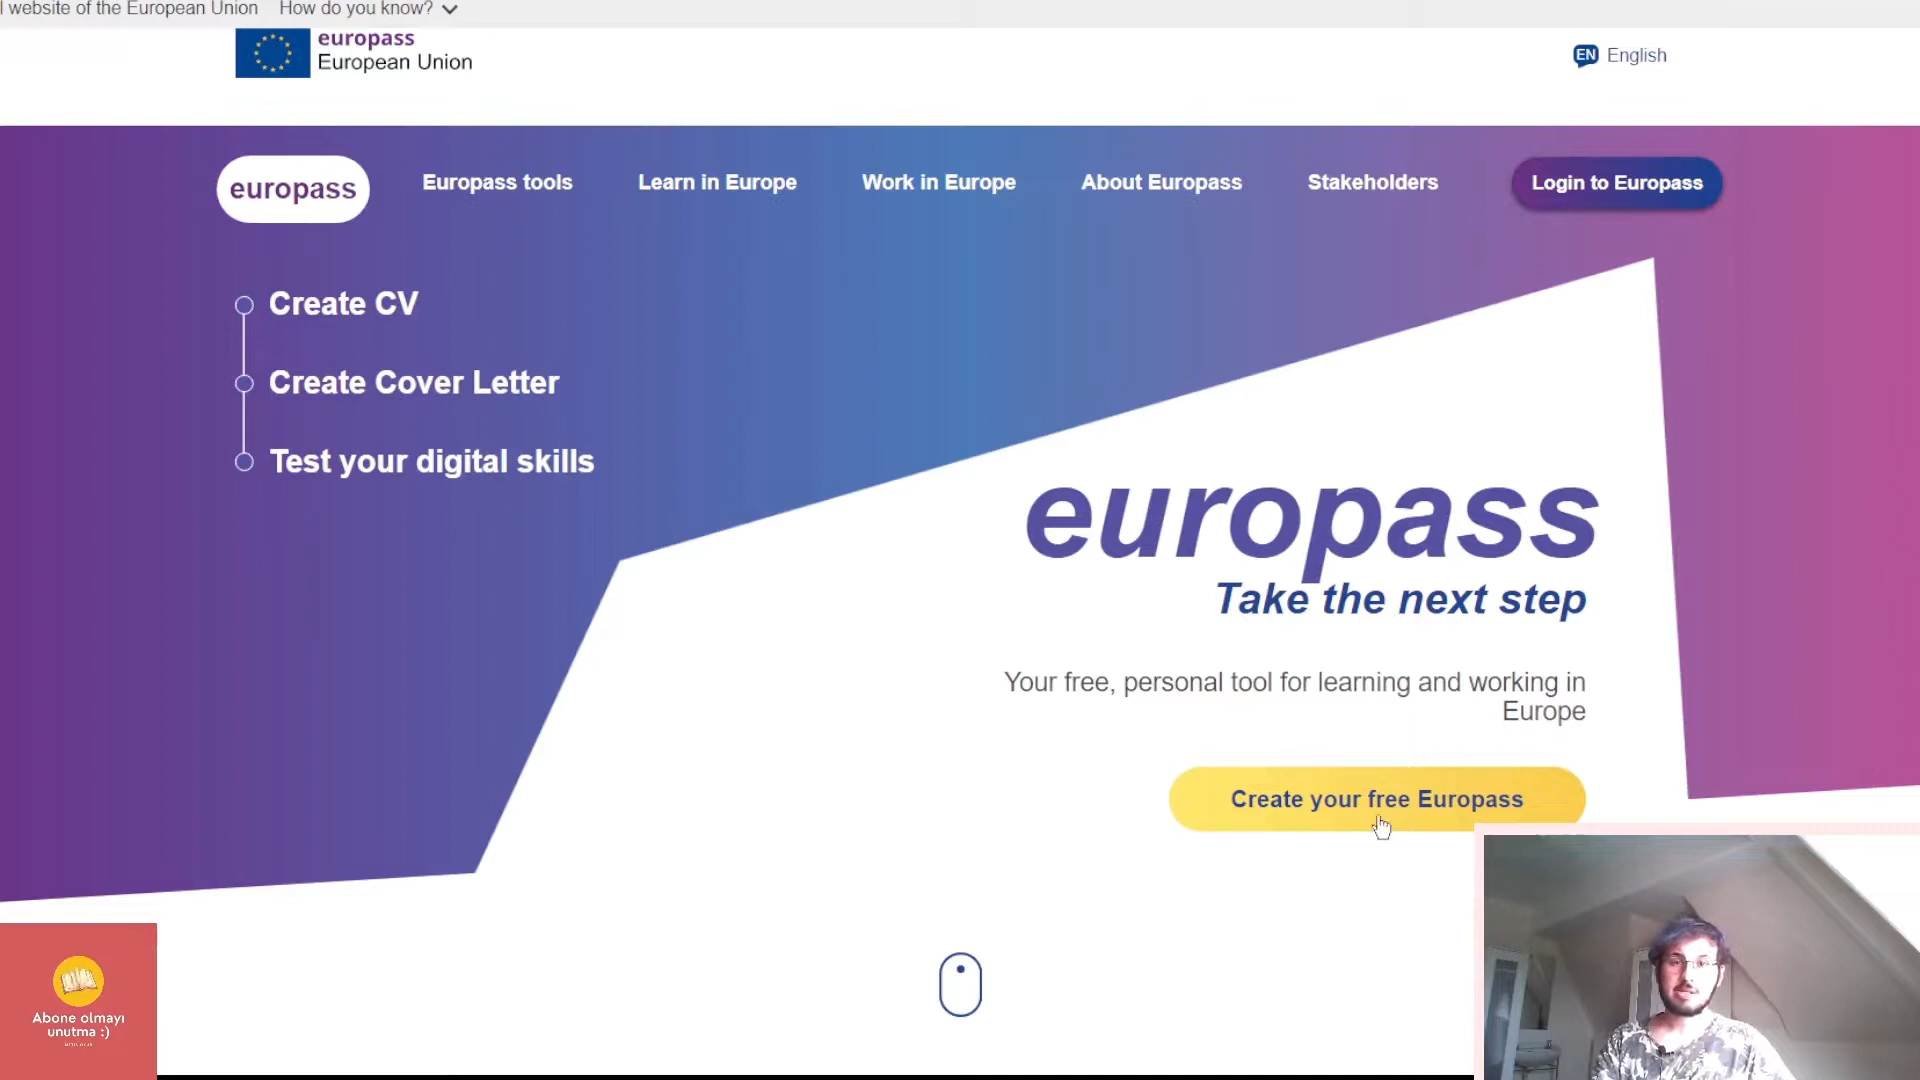 l website of the European Union How do you know?
europass
European Union
EN English
europass Europass tools Learn in Europe Work in Europe About Europass Stakeholders Login to Europass
Create CV
Create Cover Letter
Test your digital skills
europass
Take the next step
Your free, personal tool for learning and working in
Europe
Create your free Europass
Abone olmayı
unutma :)